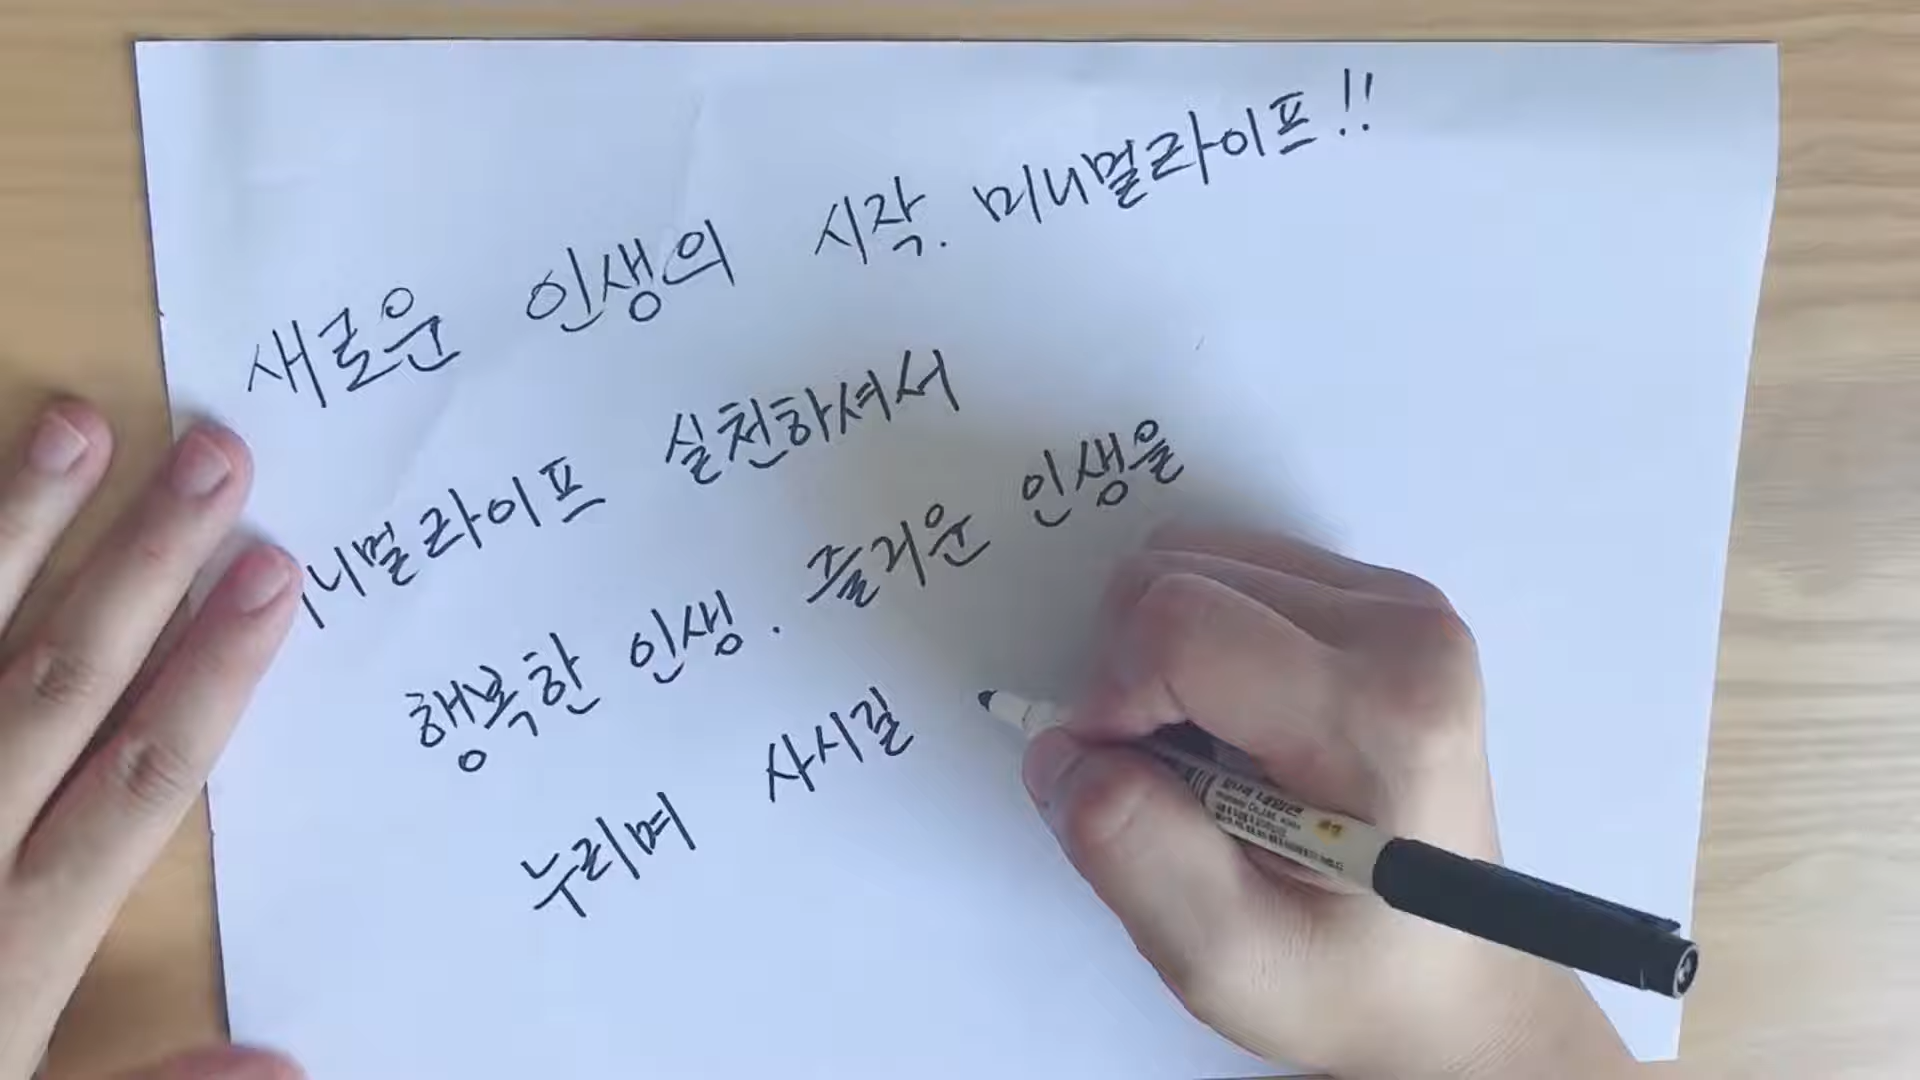 새로운 인생의 시작. 미니멀라이프!!
니멀라이프 실천하셔서
행복한 인생. 즐거운 인생을
누리며 사시길